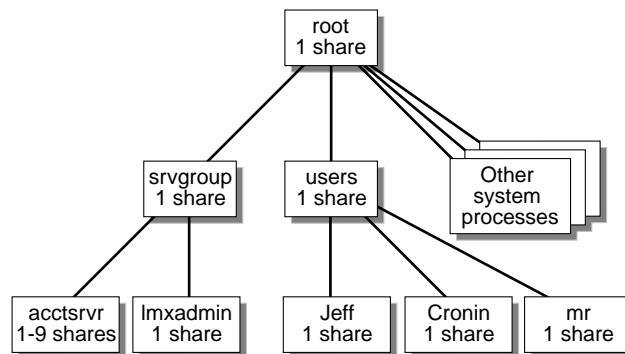 root
1 share
srvgroup
1 share
users
1 share
Other
system
processes
acctsrvr
1-9 shares
lmxadmin
1 share
Jeff
1 share
Cronin
1 share
mr
1 share